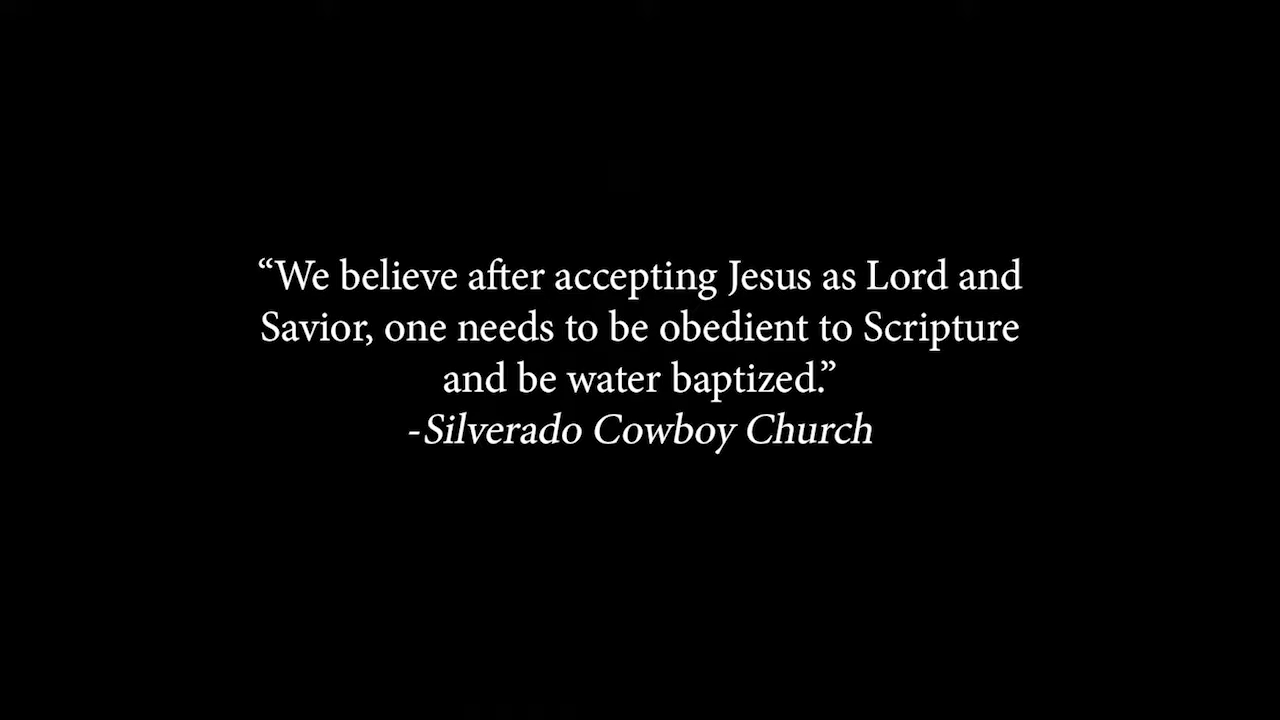 “We believe after accepting Jesus as Lord and
Savior, one needs to be obedient to Scripture
and be water baptized.”
-Silverado Cowboy Church